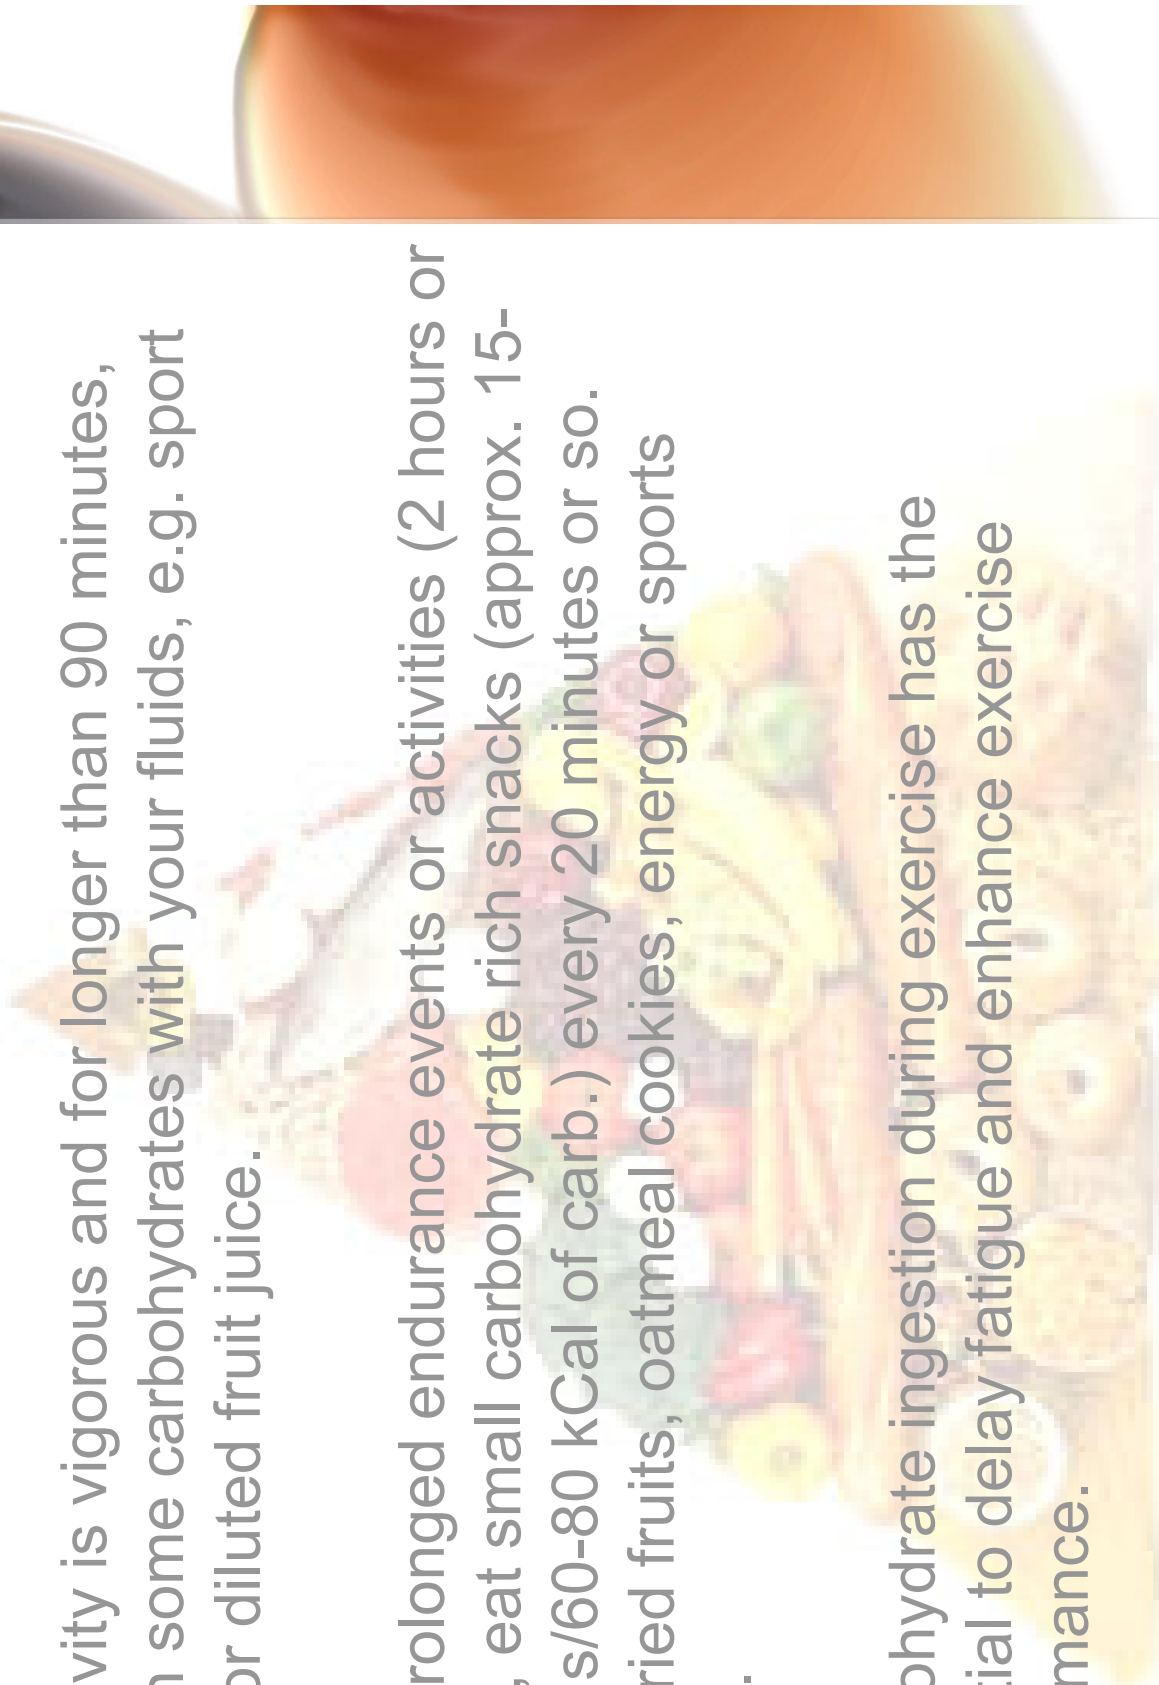 vity is vigorous and for longer than 90 minutes,
some carbohydrates with your fluids, e.g. sport
or diluted fruit juice.
rolonged endurance events or activities (2 hours or
, eat small carbohydrate rich snacks (approx. 15-
s/60-80 kCal of carb.) every 20 minutes or so.
ried fruits, oatmeal cookies, energy or sports
.
ohydrate ingestion during exercise has the
tial to delay fatigue and enhance exercise
mance.